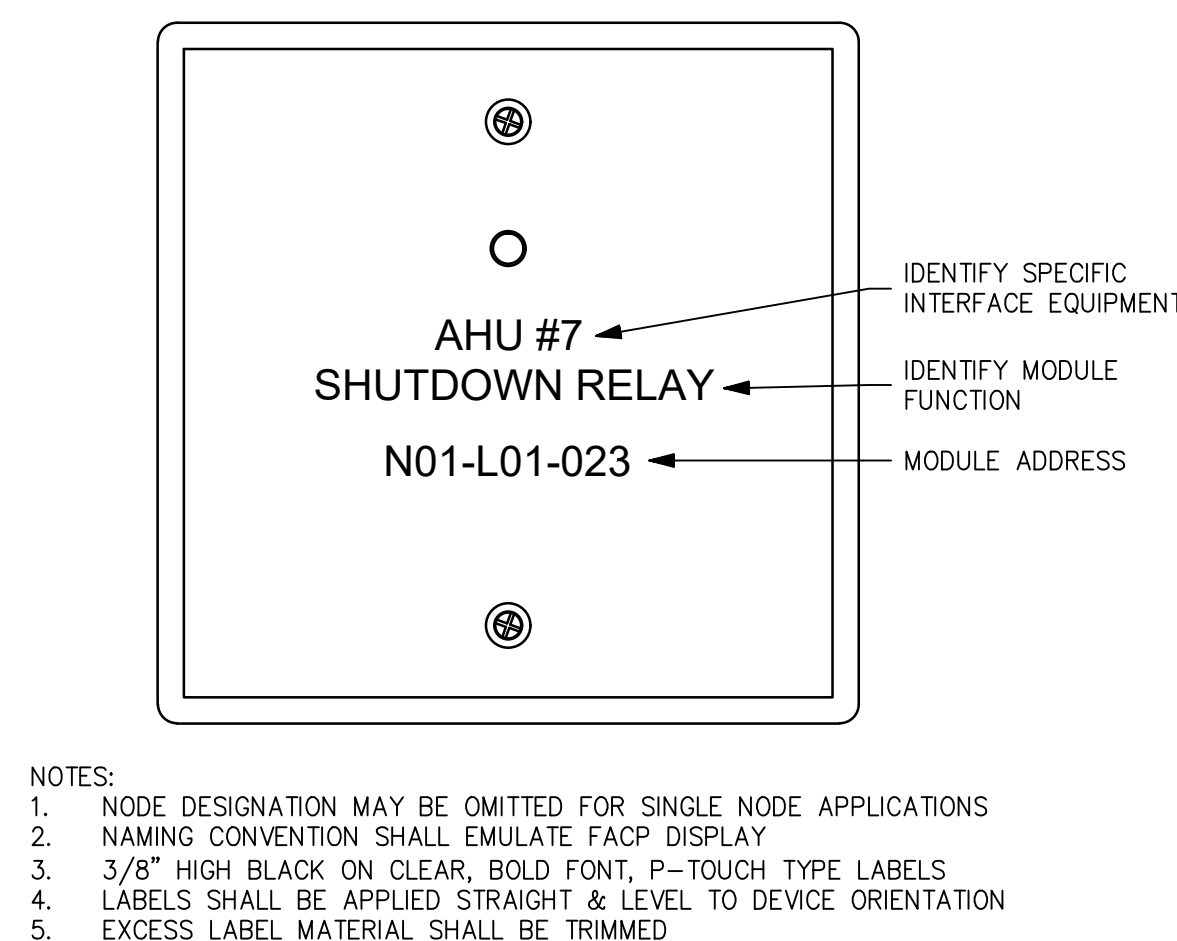 AHU #7
SHUTDOWN RELAY
N01-L01-023
IDENTIFY SPECIFIC
INTERFACE EQUIPMENT
IDENTIFY MODULE
FUNCTION
MODULE ADDRESS
NOTES:
1. NODE DESIGNATION MAY BE OMITTED FOR SINGLE NODE APPLICATIONS
2. NAMING CONVENTION SHALL EMULATE FACP DISPLAY
3. 3/8” HIGH BLACK ON CLEAR, BOLD FONT, P-TOUCH TYPE LABELS
4. LABELS SHALL BE APPLIED STRAIGHT & LEVEL TO DEVICE ORIENTATION
5. EXCESS LABEL MATERIAL SHALL BE TRIMMED